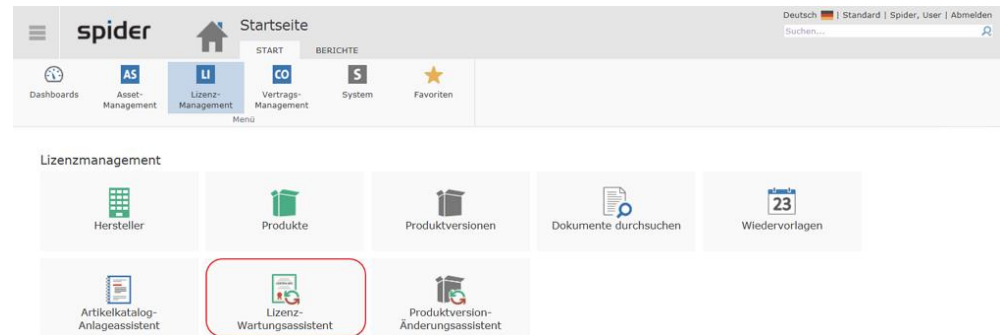 Deutsch | Standard | Spider, User | Abmelden
spider
Startseite
Suchen...
START BERICHTE
AS LI CO S
Dashboards Asset- Lizenz- Vertrags- System Favoriten
Management Management Management
Menü
Lizenzmanagement
23
Hersteller Produkte Produktversionen Dokumente durchsuchen Wiedervorlagen
Artikelkatalog- Lizenz- Produktversion-
Anlageassistent Wartungsassistent Änderungsassistent